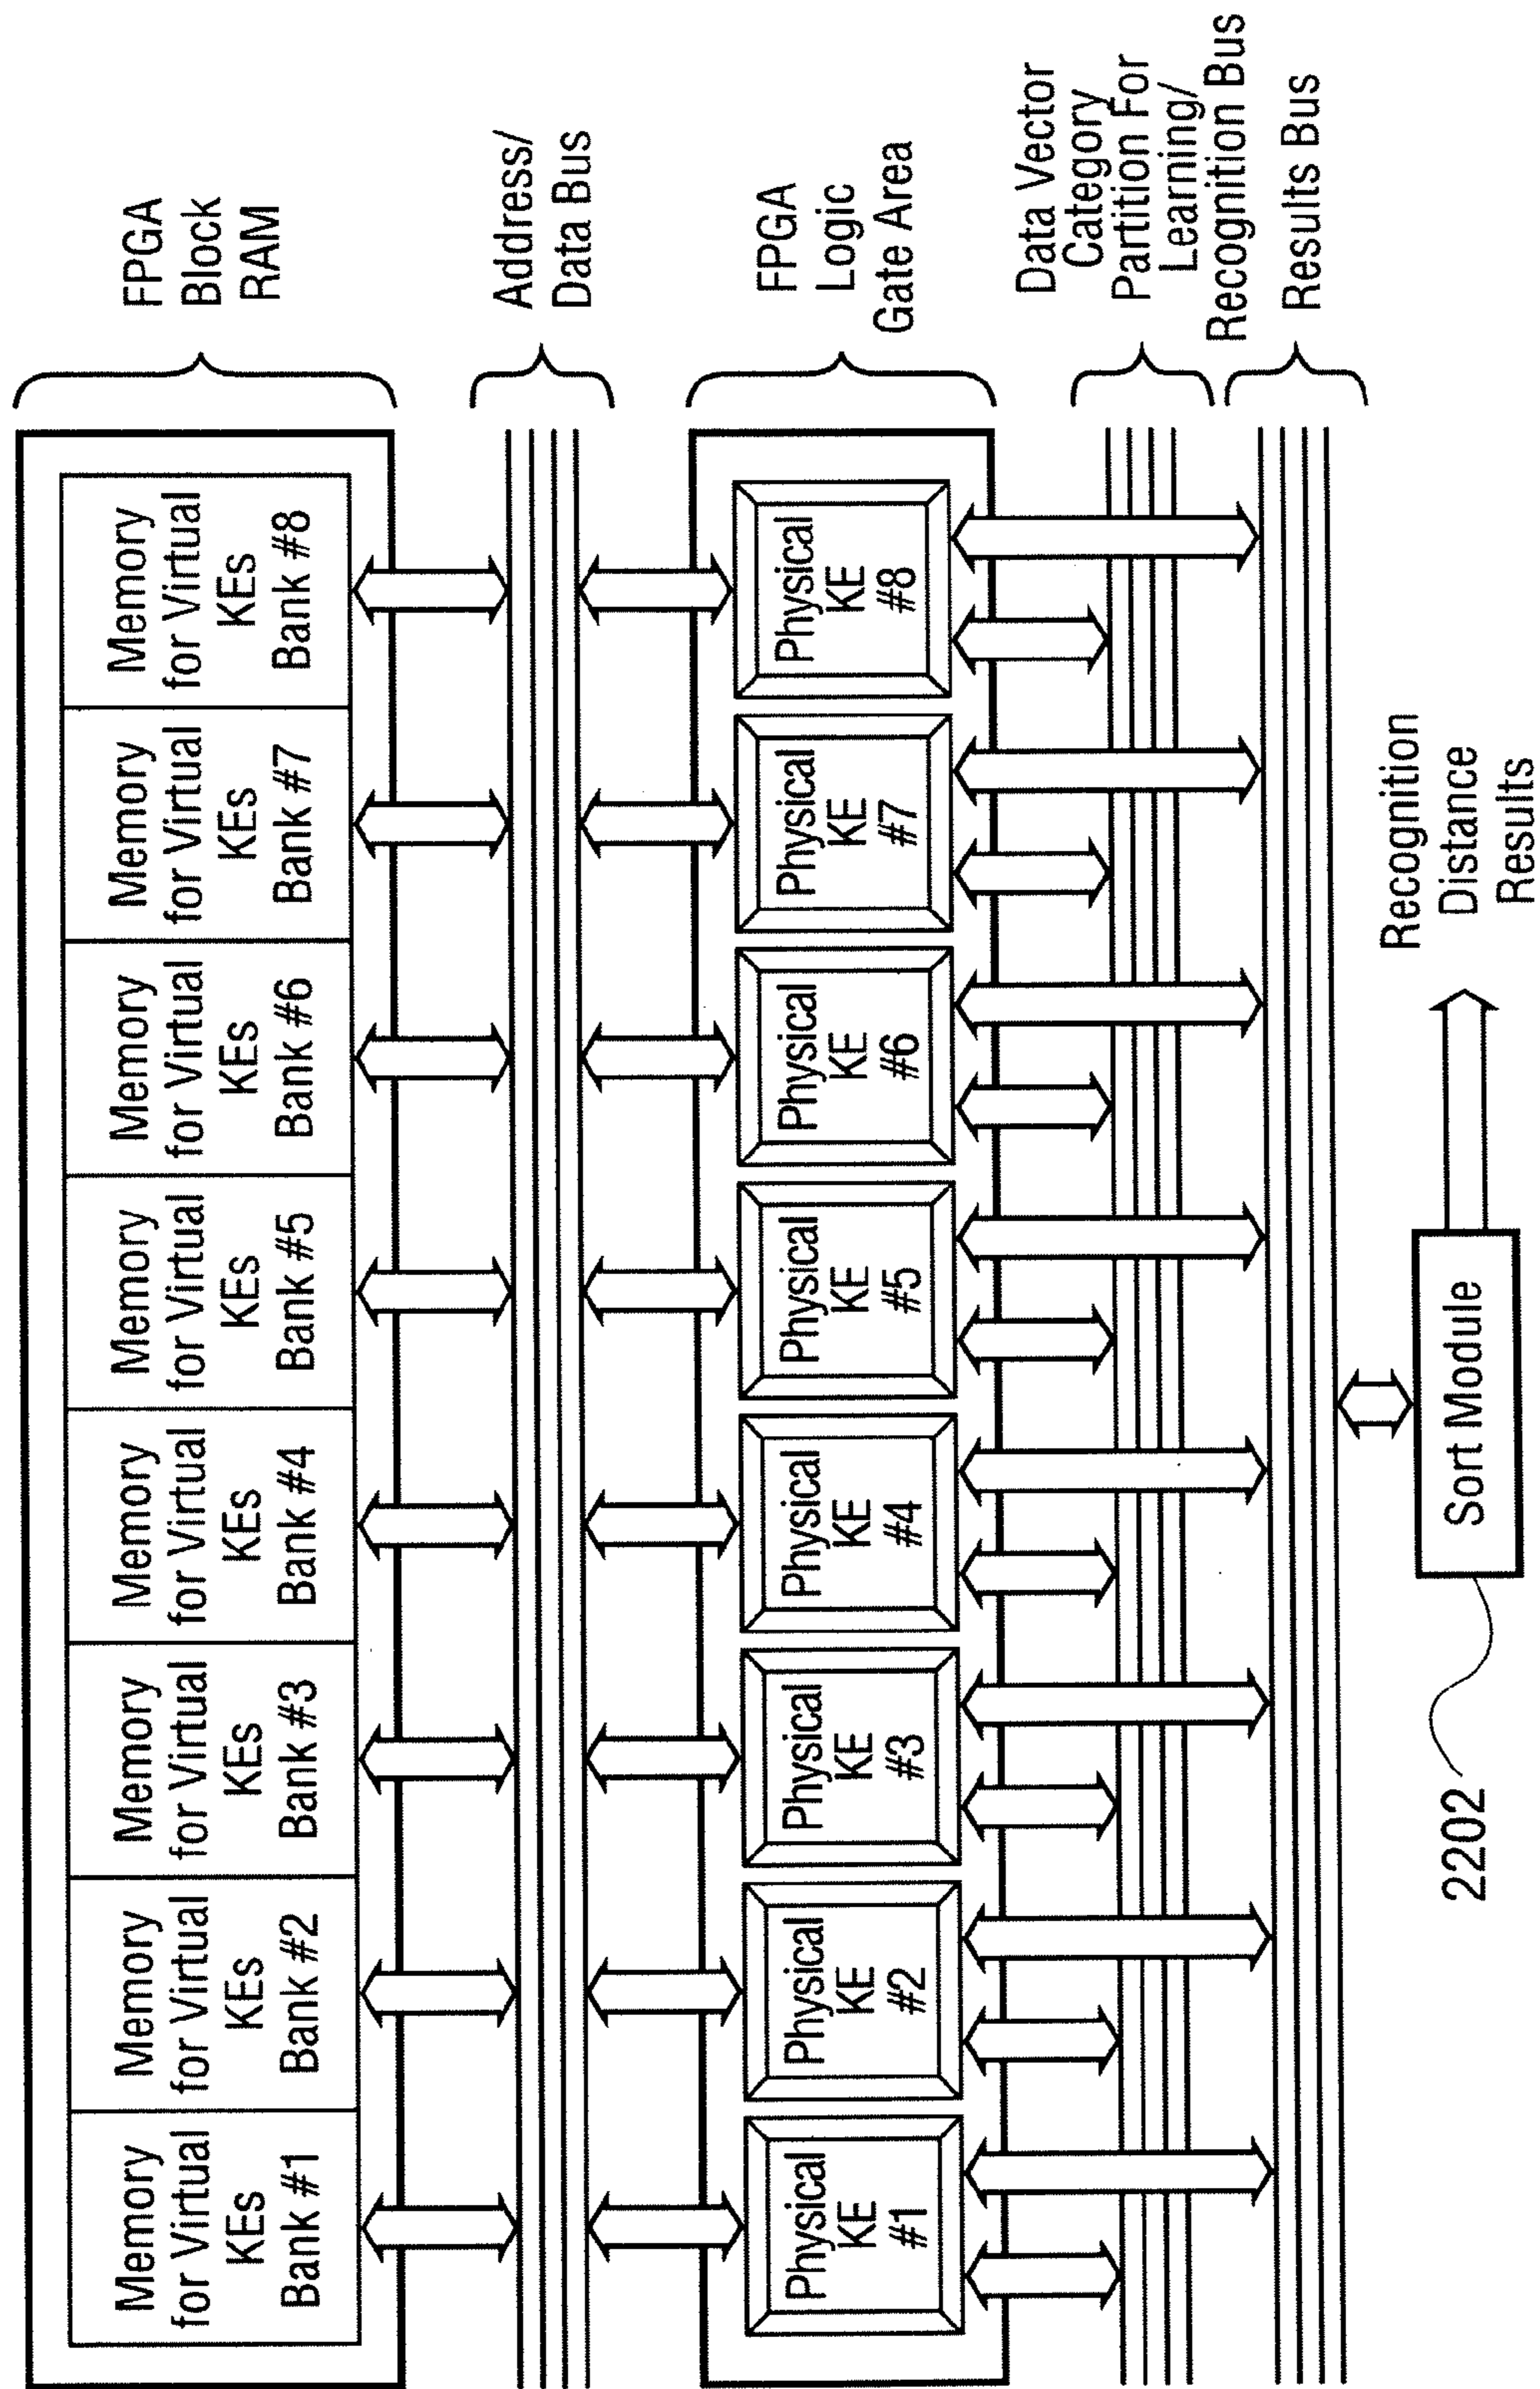 Memory
for Virtual
KEs
Bank #1
Memory
for Virtual
KEs
Bank #2
Memory
for Virtual
KEs
Bank #3
Memory
for Virtual
KEs
Bank #4
Memory
for Virtual
KEs
Bank #5
Memory
for Virtual
KEs
Bank #6
Memory
for Virtual
KEs
Bank #7
Memory
for Virtual
KEs
Bank #8
FPGA
Block
RAM
Address/
Data Bus
Physical
KE
#1
Physical
KE
#2
Physical
KE
#3
Physical
KE
#4
Physical
KE
#5
Physical
KE
#6
Physical
KE
#7
Physical
KE
#8
FPGA
Logic
Gate Area
Data Vector
Category
Partition For
Learning/
Recognition Bus
Results Bus
2202
Sort Module
Recognition
Distance
Results